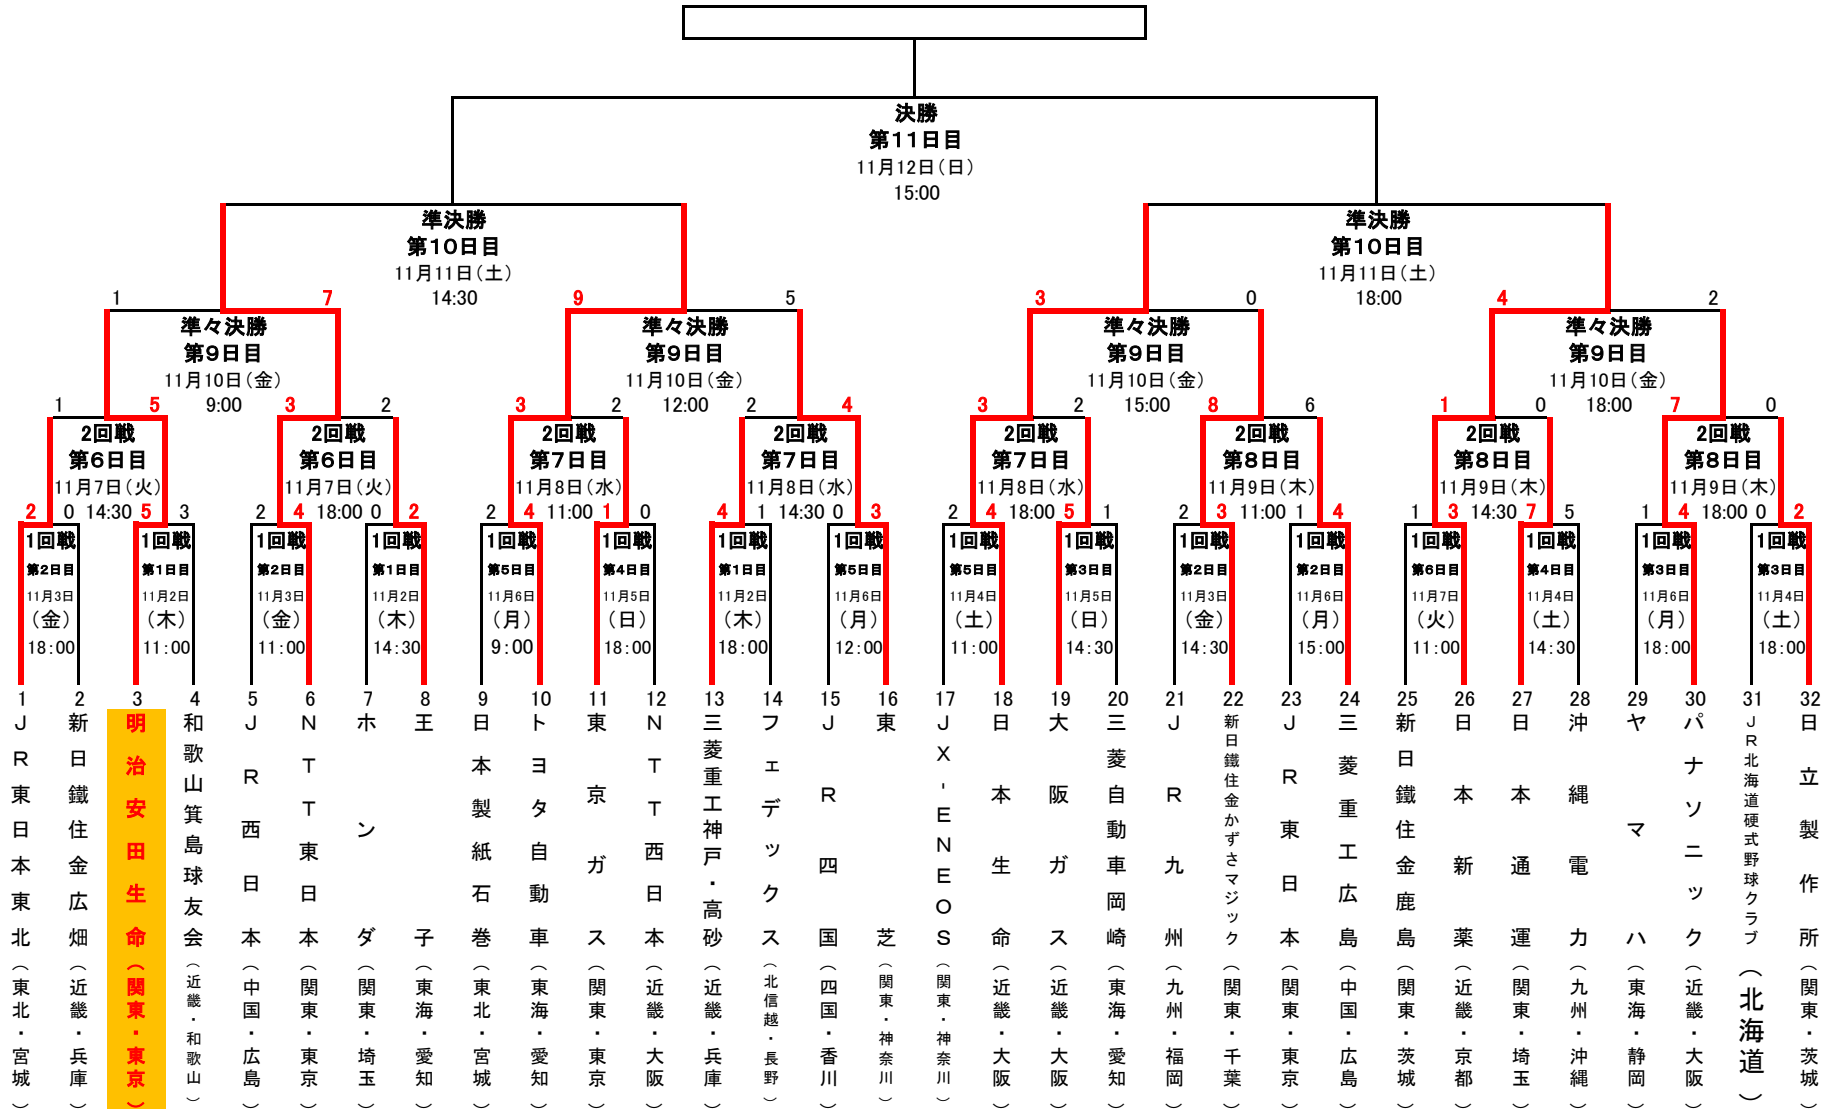 決勝
第11日目
11月12日(日)
15:00
準決勝 準決勝
第10日目 第10日目
11月11日(土) 11月11日(土)
1 7 14:30 9 5 3 0 18:00 4 2
準々決勝 準々決勝 準々決勝 準々決勝
第9日目 第9日目 第9日目 第9日目
11月10日(金) 11月10日(金) 11月10日(金) 11月10日(金)
1 5 9:00 3 2 3 2 12:00 2 4 3 2 15:00 8 6 1 0 18:00 7 0
2回戦 2回戦 2回戦 2回戦 2回戦 2回戦 2回戦 2回戦
第6日目 第6日目 第7日目 第7日目 第7日目 第8日目 第8日目 第8日目
11月7日(火) 11月7日(火) 11月8日(水) 11月8日(水) 11月8日(水) 11月9日(木) 11月9日(木) 11月9日(木)
2 0 14:30 5 3 2 4 18:00 0 2 2 4 11:00 1 0 4 1 14:30 0 3 2 4 18:00 5 1 2 3 11:00 1 4 1 3 14:30 7 5 1 4 18:00 0 2
1回戦 1回戦 1回戦 1回戦 1回戦 1回戦 1回戦 1回戦 1回戦 1回戦 1回戦 1回戦 1回戦 1回戦 1回戦 1回戦
第2日目 第1日目 第2日目 第1日目 第5日目 第4日目 第1日目 第5日目 第5日目 第3日目 第2日目 第2日目 第6日目 第4日目 第3日目 第3日目
11月3日 11月2日 11月3日 11月2日 11月6日 11月5日 11月2日 11月6日 11月4日 11月5日 11月3日 11月6日 11月7日 11月4日 11月6日 11月4日
(金) (木) (金) (木) (月) (日) (木) (月) (土) (日) (金) (月) (火) (土) (月) (土)
18:00 11:00 11:00 14:30 9:00 18:00 18:00 12:00 11:00 14:30 14:30 15:00 11:00 14:30 18:00 18:00
1 2 3 4 5 6 7 8 9 10 11 12 13 14 15 16 17 18 19 20 21 22 23 24 25 26 27 28 29 30 31 32
JR東日本東北(東北・宮城)
新日鐵住金広畑(近畿・兵庫)
明治安田生命(関東・東京)
和歌山箕島球友会(近畿・和歌山)
JR西日本(中国・広島)
NTT東日本(関東・東京)
ホンダ(関東・埼玉)
王子(東海・愛知)
日本製紙石巻(東北・宮城)
トヨタ自動車(東海・愛知)
東京ガス(関東・東京)
NTT西日本(近畿・大阪)
三菱重工神戸・高砂(近畿・兵庫)
フェデックス(北信越・長野)
JR四国(四国・香川)
東芝(関東・神奈川)
JX-ENEOS(関東・神奈川)
日本生命(近畿・大阪)
大阪ガス(近畿・大阪)
三菱自動車岡崎(東海・愛知)
JR九州(九州・福岡)
新日鐵住金かずさマジック(関東・千葉)
JR東日本(関東・東京)
三菱重工広島(中国・広島)
新日鐵住金鹿島(関東・茨城)
日本新薬(近畿・京都)
日本通運(関東・埼玉)
沖縄電力(九州・沖縄)
ヤマハ(東海・静岡)
パナソニック(近畿・大阪)
JR北海道硬式野球クラブ(北海道)
日立製作所(関東・茨城)